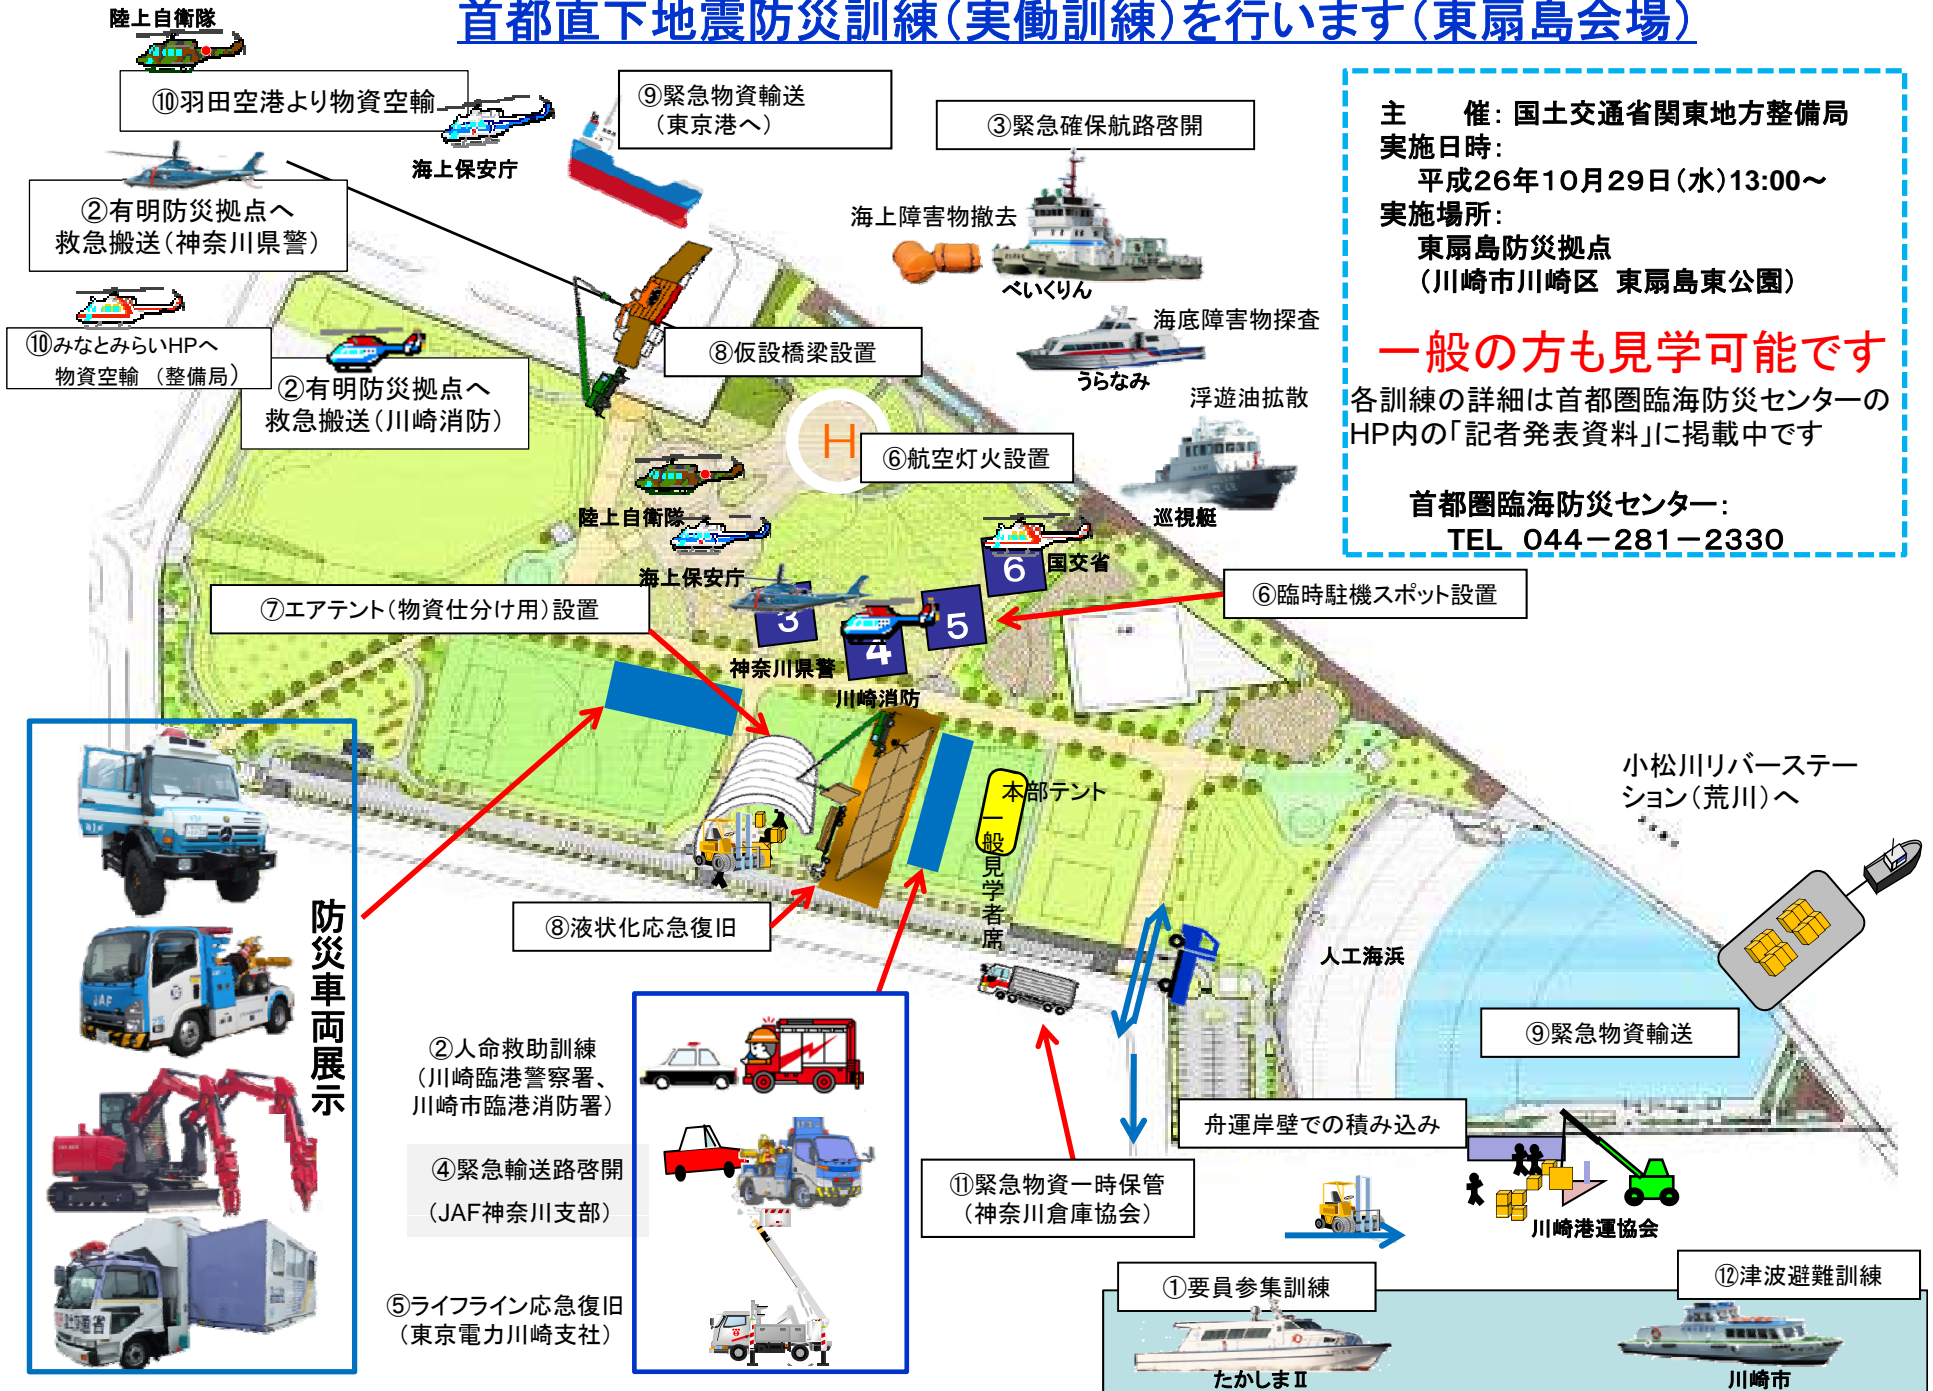 首都直下地震防災訓練(実働訓練)を行います(東扇島会場)
陸上自衛隊
⑩羽田空港より物資空輸
海上保安庁
⑨緊急物資輸送
(東京港へ)
③緊急確保航路啓開
主　　催:国土交通省関東地方整備局
実施日時:
平成26年10月29日(水)13:00～
実施場所:
東扇島防災拠点
(川崎市川崎区 東扇島東公園)
一般の方も見学可能です
各訓練の詳細は首都圏臨海防災センターの
HP内の「記者発表資料」に掲載中です
首都圏臨海防災センター:
TEL 044－281－2330
②有明防災拠点へ
救急搬送(神奈川県警)
海上障害物撤去
べいくりん
⑩みなとみらいHPへ
物資空輸 (整備局)
②有明防災拠点へ
救急搬送(川崎消防)
⑧仮設橋梁設置
海底障害物探査
うらなみ
浮遊油拡散
巡視艇
H
⑥航空灯火設置
陸上自衛隊
海上保安庁
国交省
6
⑦エアテント(物資仕分け用)設置
3
5
4
⑥臨時駐機スポット設置
神奈川県警
川崎消防
本部テント
一般見学者席
小松川リバーステー
ション(荒川)へ
防災車両展示
JAF
⑧液状化応急復旧
人工海浜
⑨緊急物資輸送
②人命救助訓練
(川崎臨港警察署、
川崎市臨港消防署)
④緊急輸送路啓開
(JAF神奈川支部)
⑤ライフライン応急復旧
(東京電力川崎支社)
⑪緊急物資一時保管
(神奈川倉庫協会)
舟運岸壁での積み込み
川崎港運協会
①要員参集訓練
たかしまⅡ
⑫津波避難訓練
川崎市